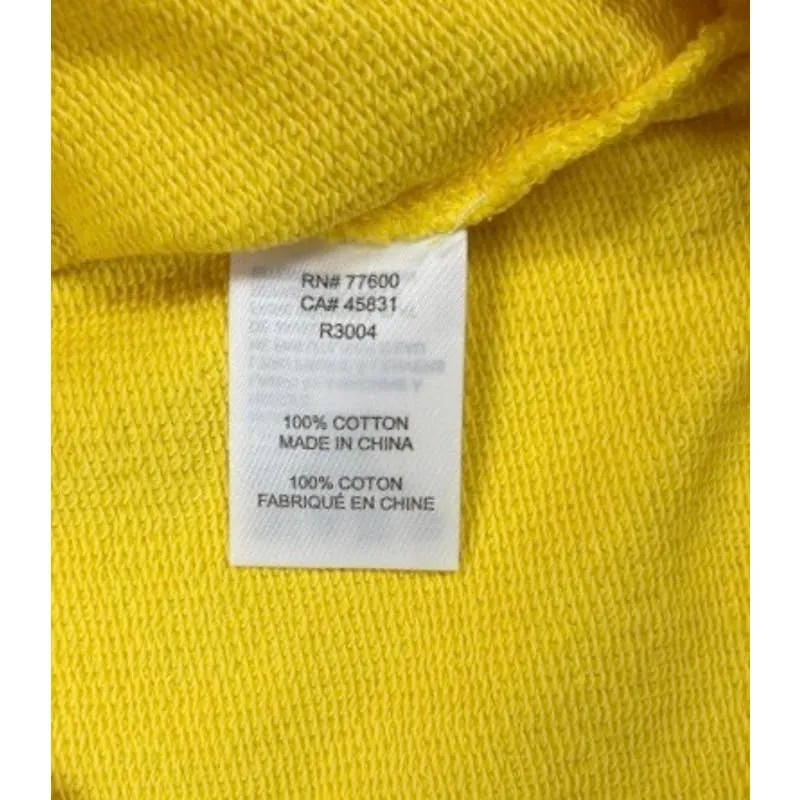 RN# 77600
CA# 45831
R3004
100% COTTON
MADE IN CHINA
100% COTON
FABRIQUÉ EN CHINE